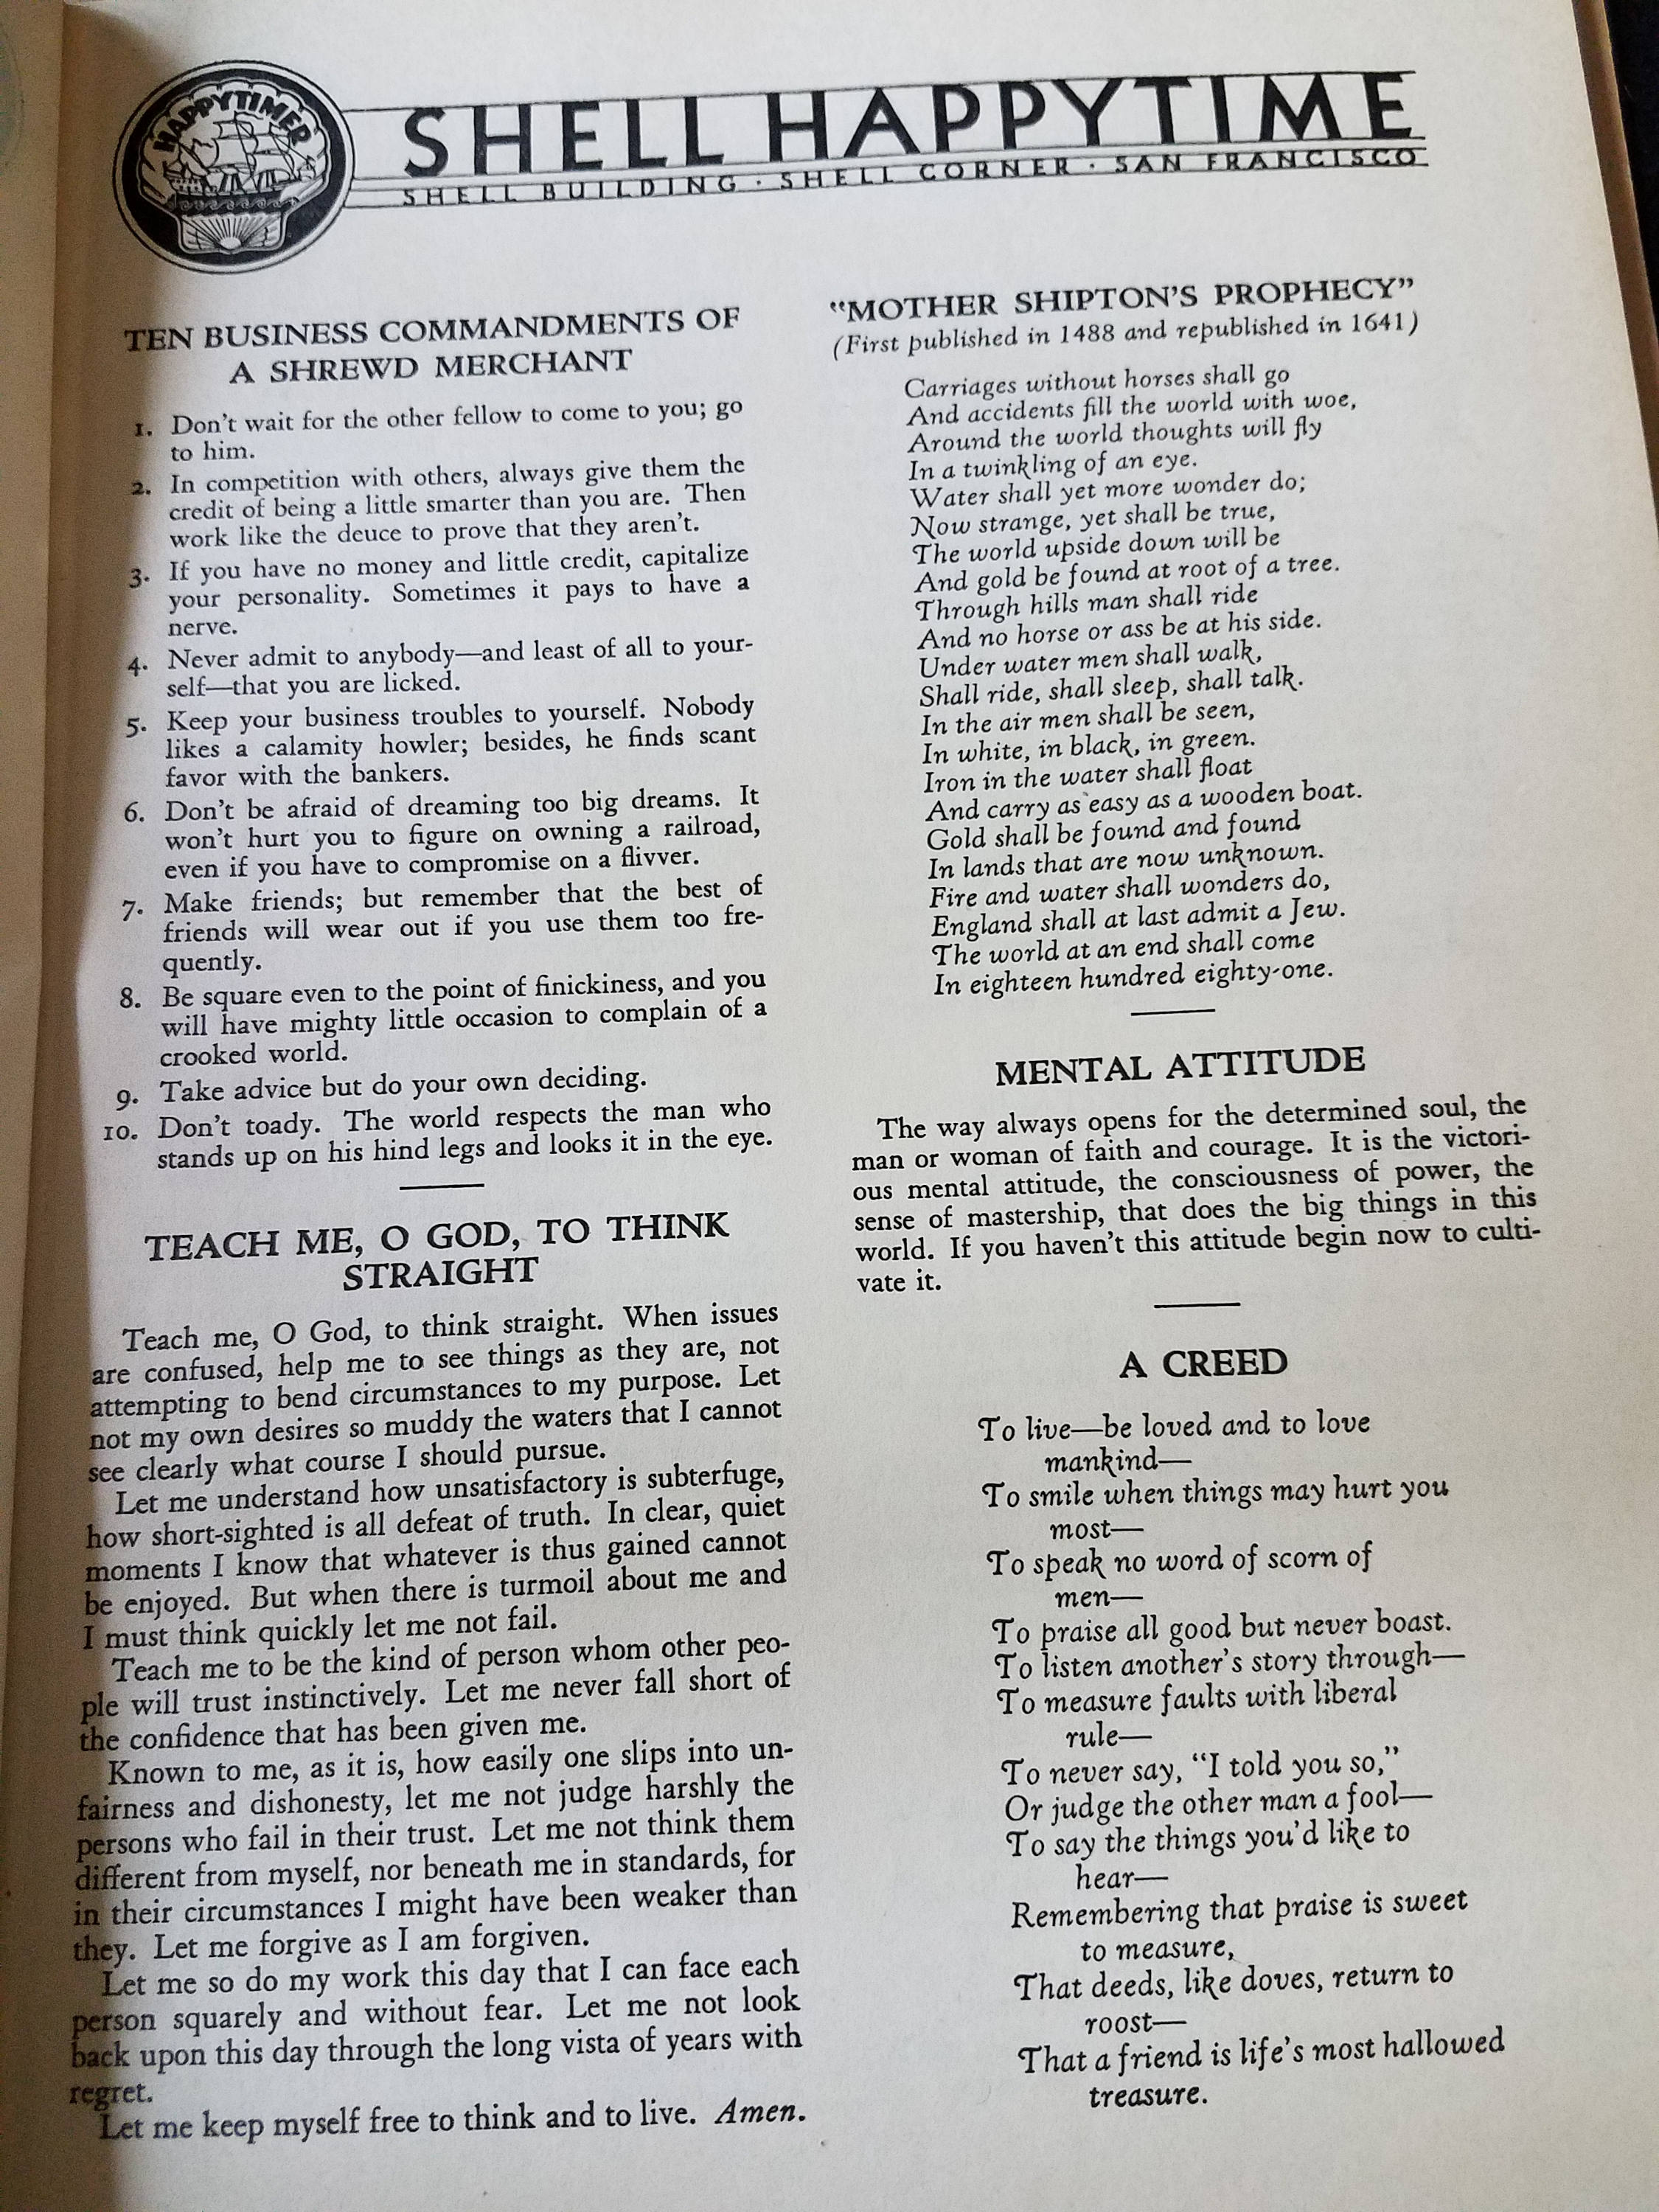 HAPPYTIMER
SHELL HAPPYTIME
SHELL BUILDING · SHELL CORNER · SAN FRANCISCO
TEN BUSINESS COMMANDMENTS OF
A SHREWD MERCHANT
1. Don't wait for the other fellow to come to you; go
to him.
2. In competition with others, always give them the
credit of being a little smarter than you are. Then
work like the deuce to prove that they aren't.
3. If you have no money and little credit, capitalize
your personality. Sometimes it pays to have a
nerve.
4. Never admit to anybody—and least of all to your-
self—that you are licked.
5. Keep your business troubles to yourself. Nobody
likes a calamity howler; besides, he finds scant
favor with the bankers.
6. Don't be afraid of dreaming too big dreams. It
won't hurt you to figure on owning a railroad,
even if you have to compromise on a flivver.
7. Make friends; but remember that the best of
friends will wear out if you use them too fre-
quently.
8. Be square even to the point of finickiness, and you
will have mighty little occasion to complain of a
crooked world.
9. Take advice but do your own deciding.
10. Don't toady. The world respects the man who
stands up on his hind legs and looks it in the eye.
TEACH ME, O GOD, TO THINK
STRAIGHT
Teach me, O God, to think straight. When issues
are confused, help me to see things as they are, not
attempting to bend circumstances to my purpose. Let
not my own desires so muddy the waters that I cannot
see clearly what course I should pursue.
Let me understand how unsatisfactory is subterfuge,
how short-sighted is all defeat of truth. In clear, quiet
moments I know that whatever is thus gained cannot
be enjoyed. But when there is turmoil about me and
I must think quickly let me not fail.
Teach me to be the kind of person whom other peo-
ple will trust instinctively. Let me never fall short of
the confidence that has been given me.
Known to me, as it is, how easily one slips into un-
fairness and dishonesty, let me not judge harshly the
persons who fail in their trust. Let me not think them
different from myself, nor beneath me in standards, for
in their circumstances I might have been weaker than
they. Let me forgive as I am forgiven.
Let me so do my work this day that I can face each
person squarely and without fear. Let me not look
back upon this day through the long vista of years with
regret.
Let me keep myself free to think and to live. Amen.
"MOTHER SHIPTON'S PROPHECY"
(First published in 1488 and republished in 1641)
Carriages without horses shall go
And accidents fill the world with woe,
Around the world thoughts will fly
In a twinkling of an eye.
Water shall yet more wonder do;
Now strange, yet shall be true,
The world upside down will be
And gold be found at root of a tree.
Through hills man shall ride
And no horse or ass be at his side.
Under water men shall walk,
Shall ride, shall sleep, shall talk.
In the air men shall be seen,
In white, in black, in green.
Iron in the water shall float
And carry as easy as a wooden boat.
Gold shall be found and found
In lands that are now unknown.
Fire and water shall wonders do,
England shall at last admit a Jew.
The world at an end shall come
In eighteen hundred eighty-one.
MENTAL ATTITUDE
The way always opens for the determined soul, the
man or woman of faith and courage. It is the victori-
ous mental attitude, the consciousness of power, the
sense of mastership, that does the big things in this
world. If you haven't this attitude begin now to culti-
vate it.
A CREED
To live—be loved and to love
mankind—
To smile when things may hurt you
most—
To speak no word of scorn of
men—
To praise all good but never boast.
To listen another's story through—
To measure faults with liberal
rule—
To never say, "I told you so,"
Or judge the other man a fool—
To say the things you'd like to
hear—
Remembering that praise is sweet
to measure,
That deeds, like doves, return to
roost—
That a friend is life's most hallowed
treasure.